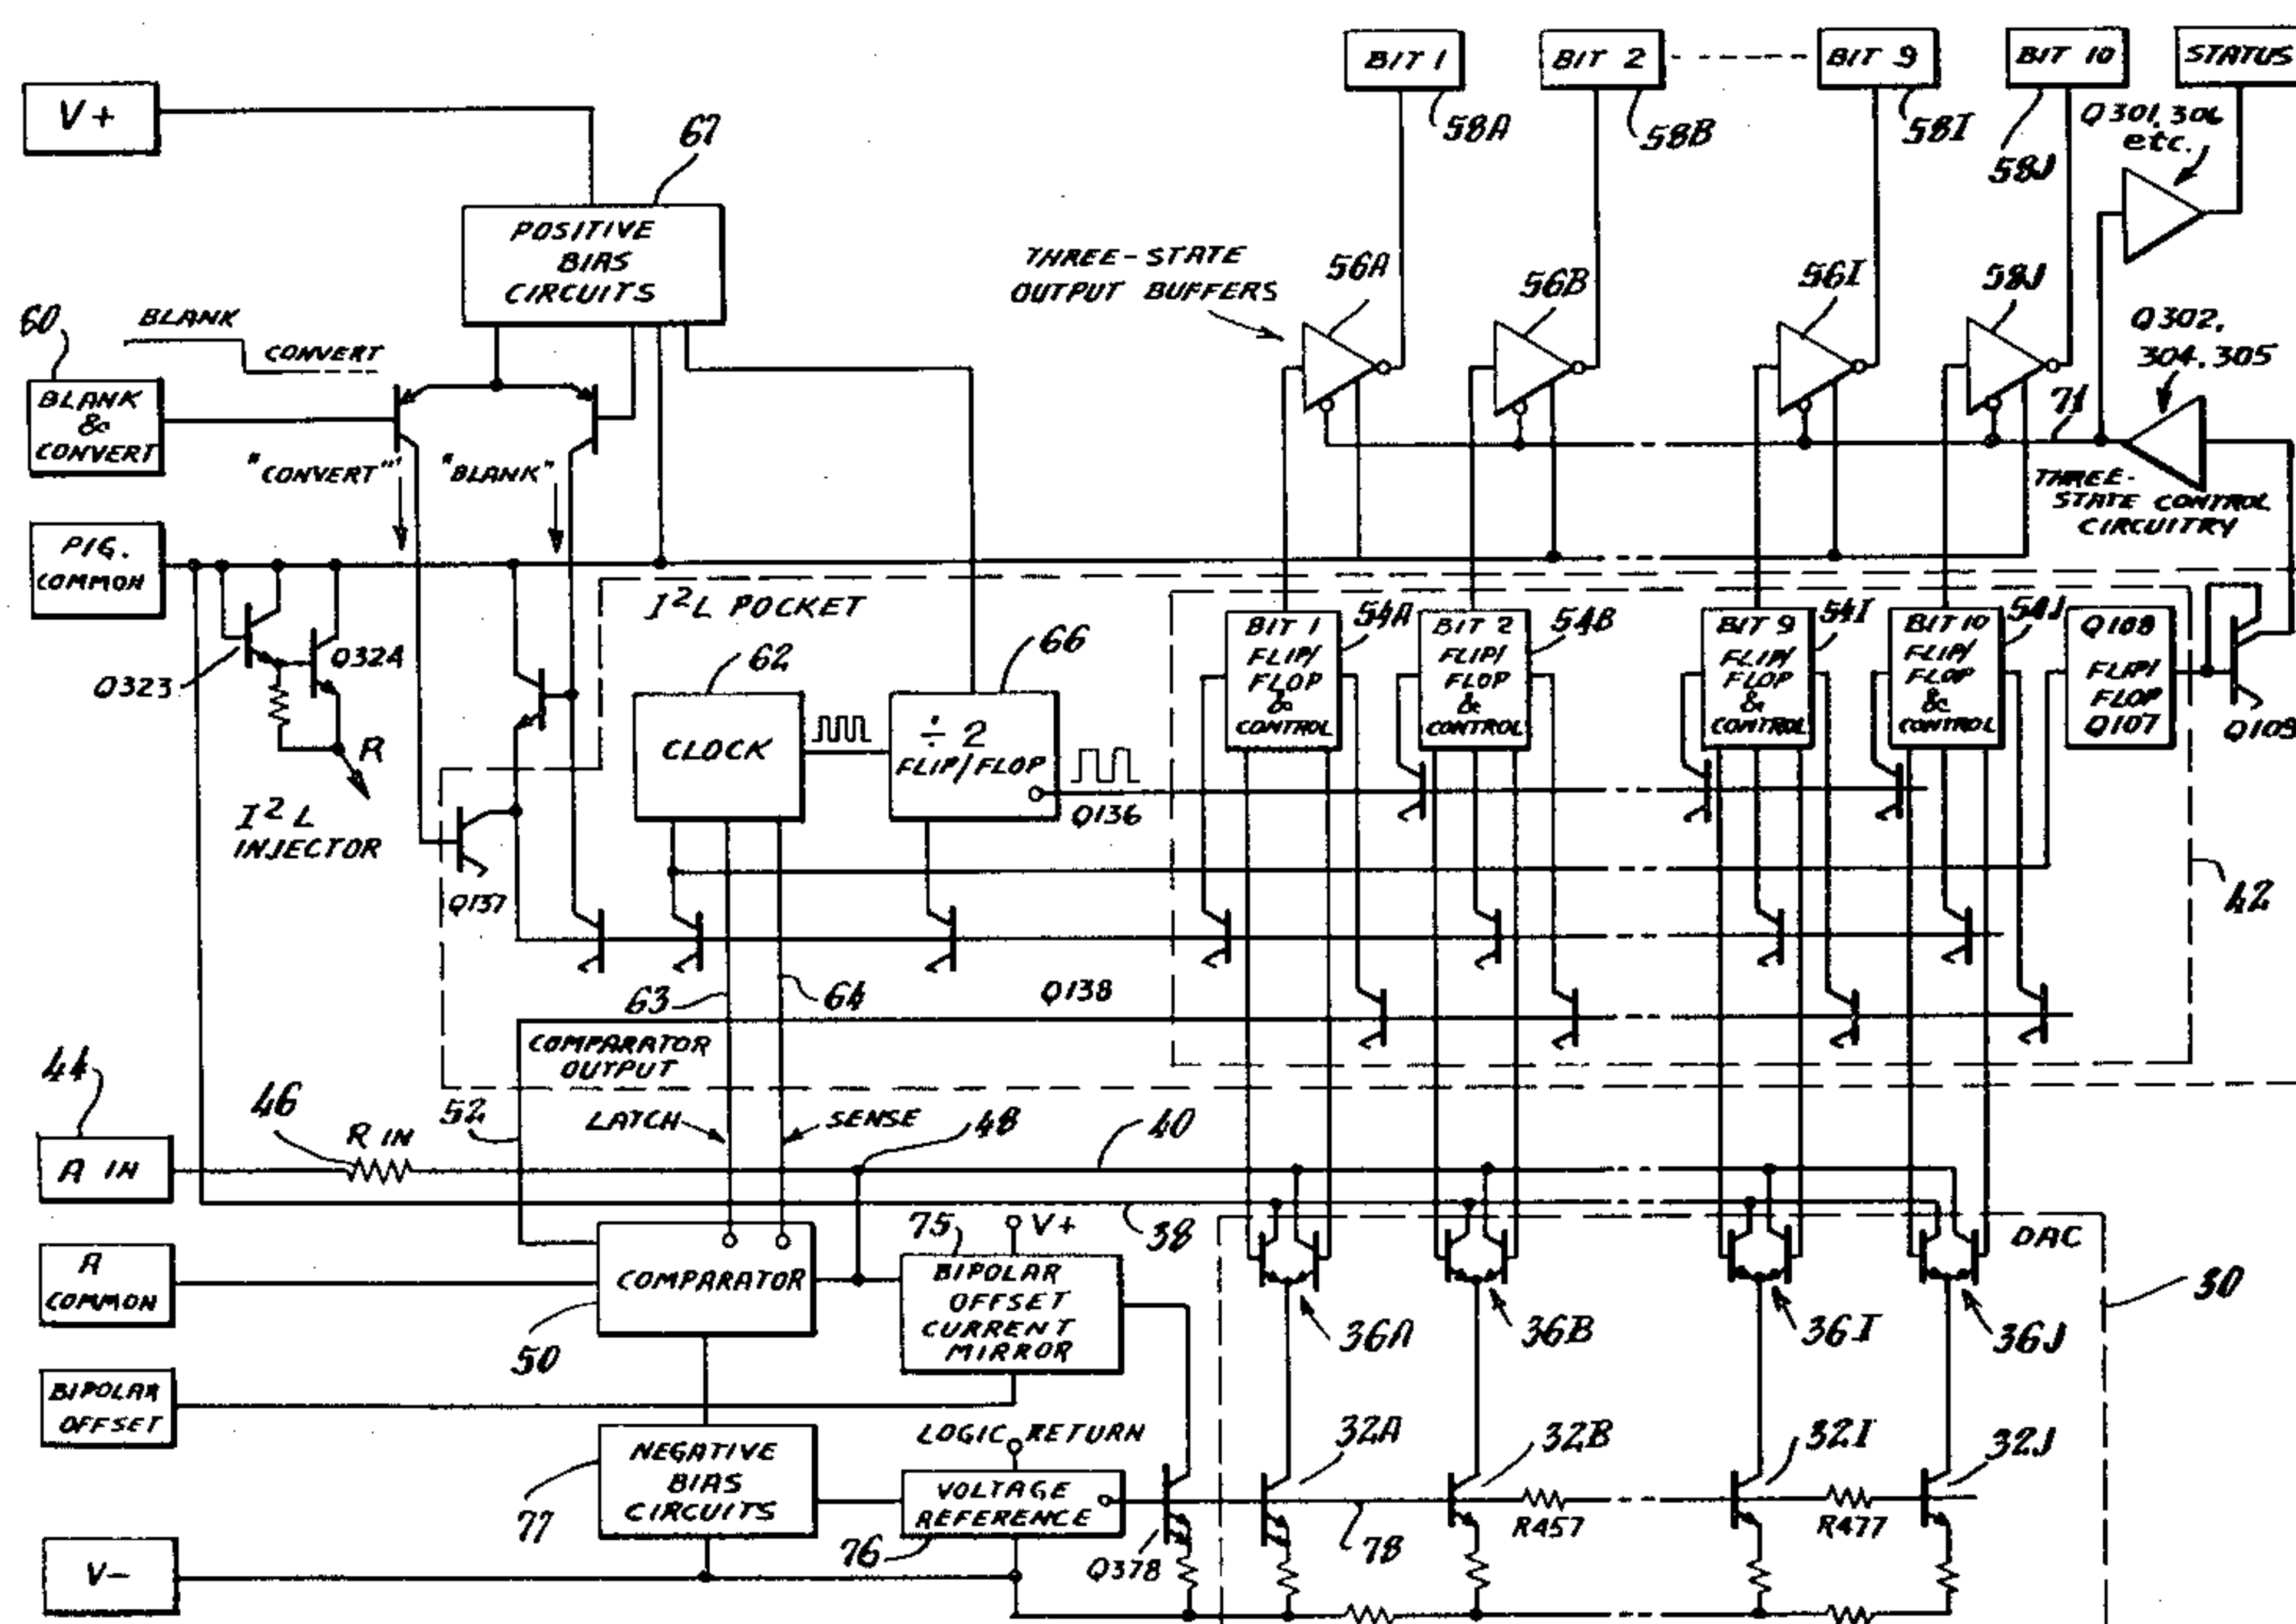 BIT 1
BIT 2
BIT 9
BIT 10
STATUS
58A
58B
58I
58J
Q301, 306
etc.
V+
67
POSITIVE
BIAS
CIRCUITS
THREE-STATE
OUTPUT BUFFERS
56A
56B
56I
58J
Q302,
304, 305
71
THREE-
STATE CONTROL
CIRCUITRY
60
BLANK
CONVERT
BLANK
&
CONVERT
"CONVERT"
"BLANK"
PIG.
COMMON
I²L POCKET
Q323
Q324
R
I²L
INJECTOR
62
CLOCK
66
÷ 2
FLIP/FLOP
Q136
Q137
BIT 1
FLIP/
FLOP
&
CONTROL
54A
BIT 2
FLIP/
FLOP
&
CONTROL
54B
BIT 9
FLIP/
FLOP
&
CONTROL
54I
BIT 10
FLIP/
FLOP
&
CONTROL
54J
Q108
FLIP/
FLOP
Q107
Q109
42
63
64
Q138
COMPARATOR
OUTPUT
44
A IN
46
R IN
52
LATCH
SENSE
48
40
38
A
COMMON
COMPARATOR
50
75
V+
BIPOLAR
OFFSET
CURRENT
MIRROR
DAC
30
36A
36B
36I
36J
BIPOLAR
OFFSET
NEGATIVE
BIAS
CIRCUITS
77
LOGIC RETURN
VOLTAGE
REFERENCE
76
Q378
32A
78
32B
R457
32I
R477
32J
V-